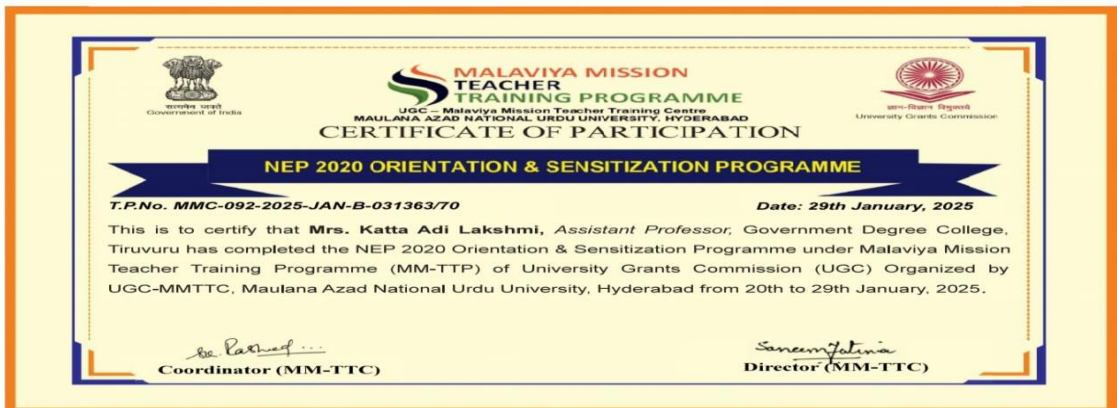 MALAVIYA MISSION
TEACHER
TRAINING PROGRAMME
सत्यमेव जयते
Government of India
ज्ञान-विज्ञान विमुक्तये
University Grants Commission
UGC – Malaviya Mission Teacher Training Centre
MAULANA AZAD NATIONAL URDU UNIVERSITY, HYDERABAD
CERTIFICATE OF PARTICIPATION
NEP 2020 ORIENTATION & SENSITIZATION PROGRAMME
T.P.No. MMC-092-2025-JAN-B-031363/70 Date: 29th January, 2025
This is to certify that Mrs. Katta Adi Lakshmi, Assistant Professor, Government Degree College,
Tiruvuru has completed the NEP 2020 Orientation & Sensitization Programme under Malaviya Mission
Teacher Training Programme (MM-TTP) of University Grants Commission (UGC) Organized by
UGC-MMTTC, Maulana Azad National Urdu University, Hyderabad from 20th to 29th January, 2025.
Coordinator (MM-TTC) Director (MM-TTC)